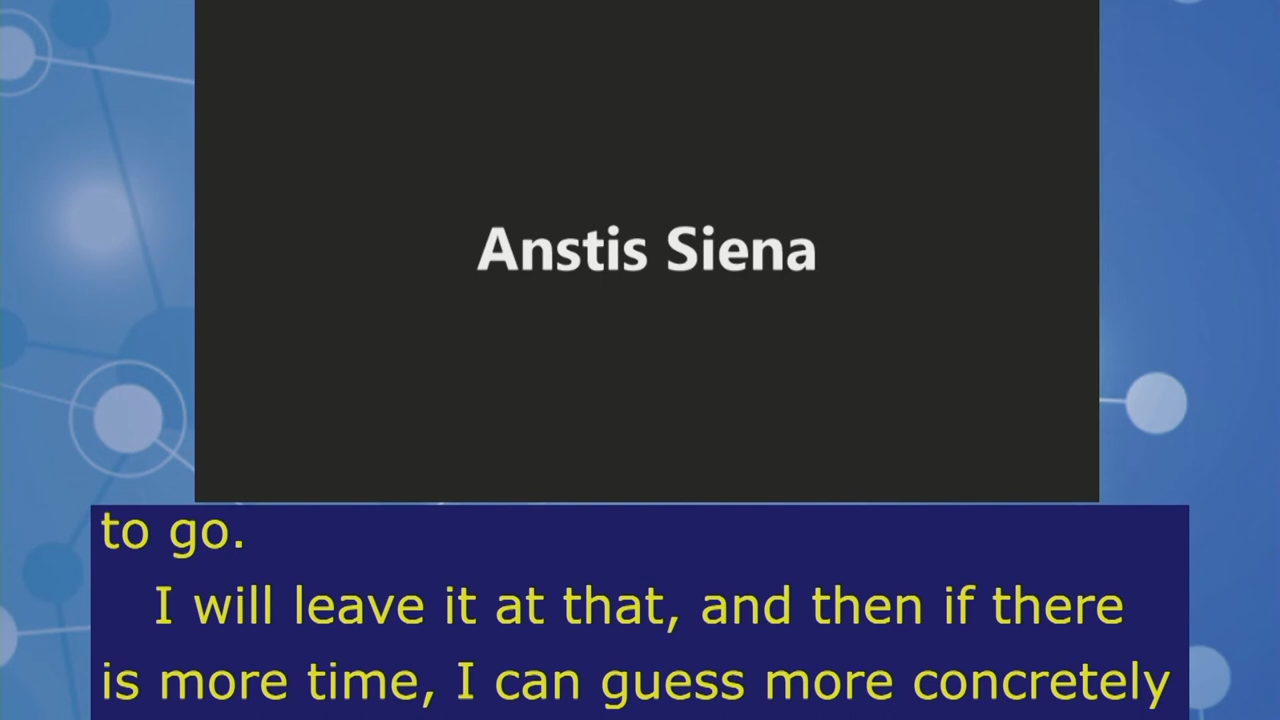 Anstis Siena
to go.
I will leave it at that, and then if there
is more time, I can guess more concretely